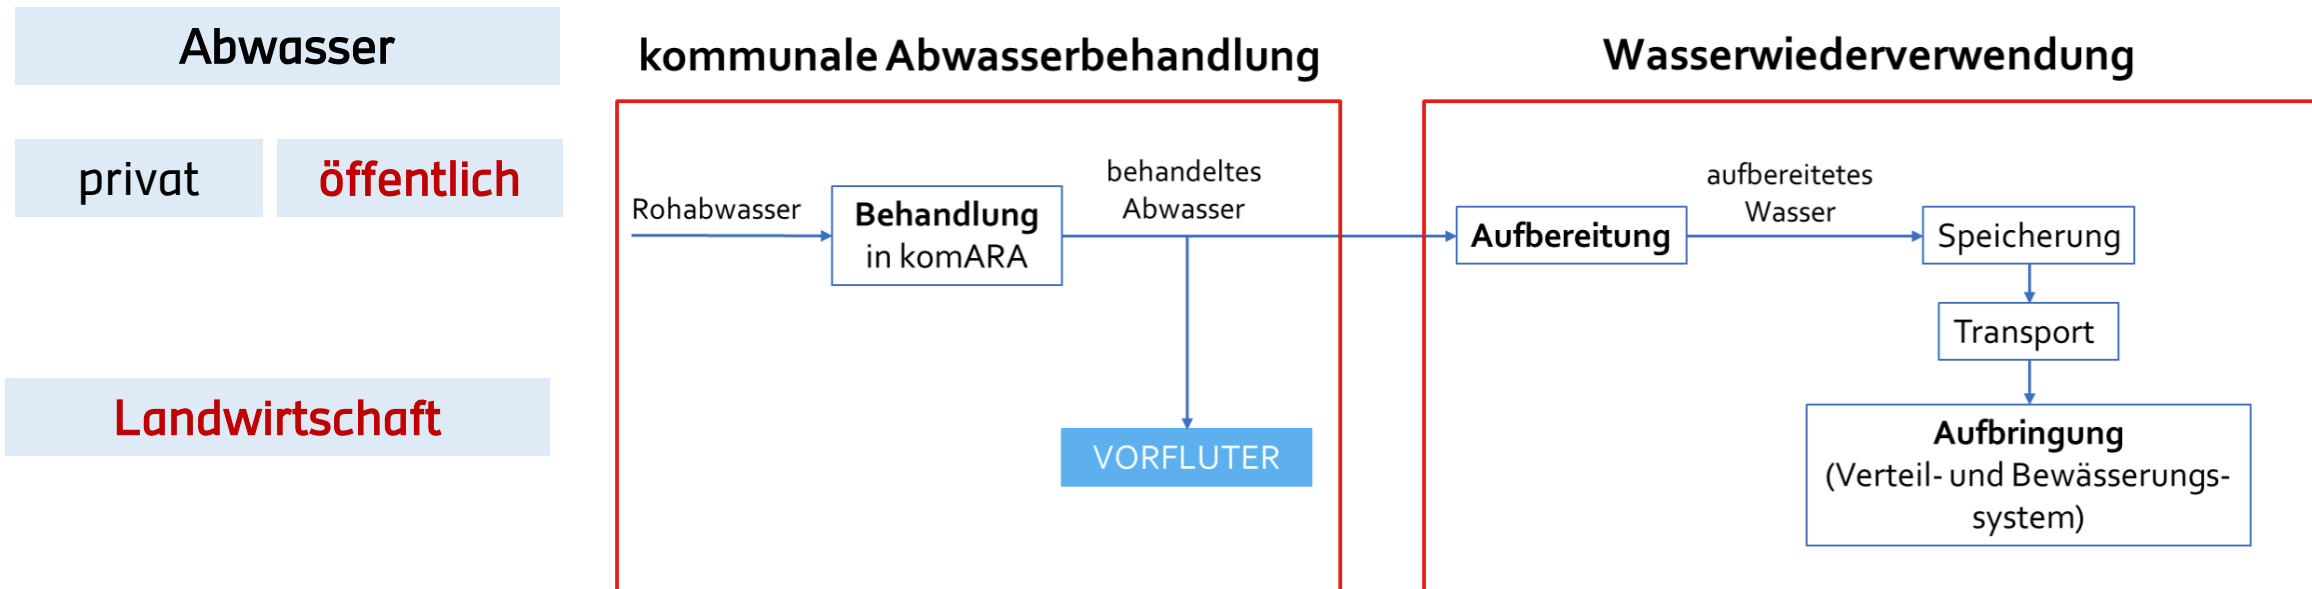 Abwasser
privat
öffentlich
Landwirtschaft
kommunale Abwasserbehandlung
Rohabwasser
Behandlung
in komARA
behandeltes
Abwasser
VORFLUTER
Wasserwiederverwendung
Aufbereitung
aufbereitetes
Wasser
Speicherung
Transport
Aufbringung
(Verteil- und Bewässerungs-
system)